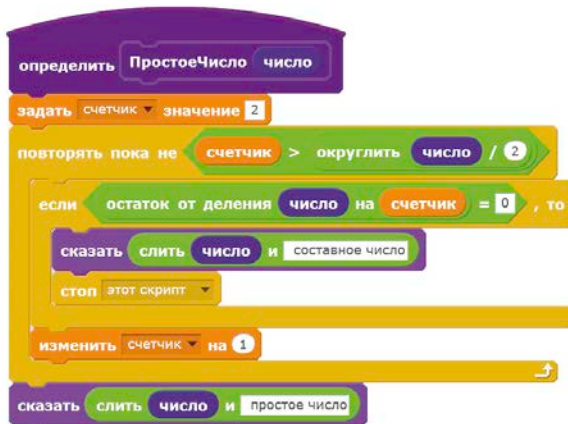 определить ПростоеЧисло число
задать счетчик значение 2
повторять пока не счетчик > округлить число / 2
если остаток от деления число на счетчик = 0 , то
сказать слить число и составное число
стоп этот скрипт
изменить счетчик на 1
сказать слить число и простое число